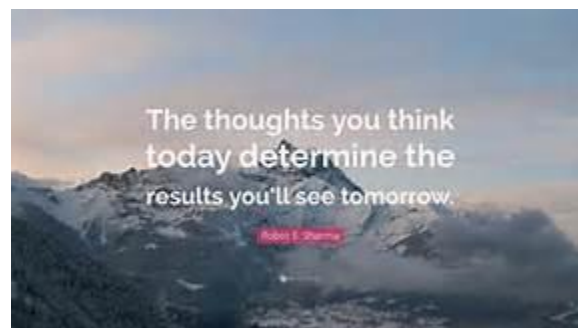 The thoughts you think
today determine the
results you'll see tomorrow.
Robin S. Sharma